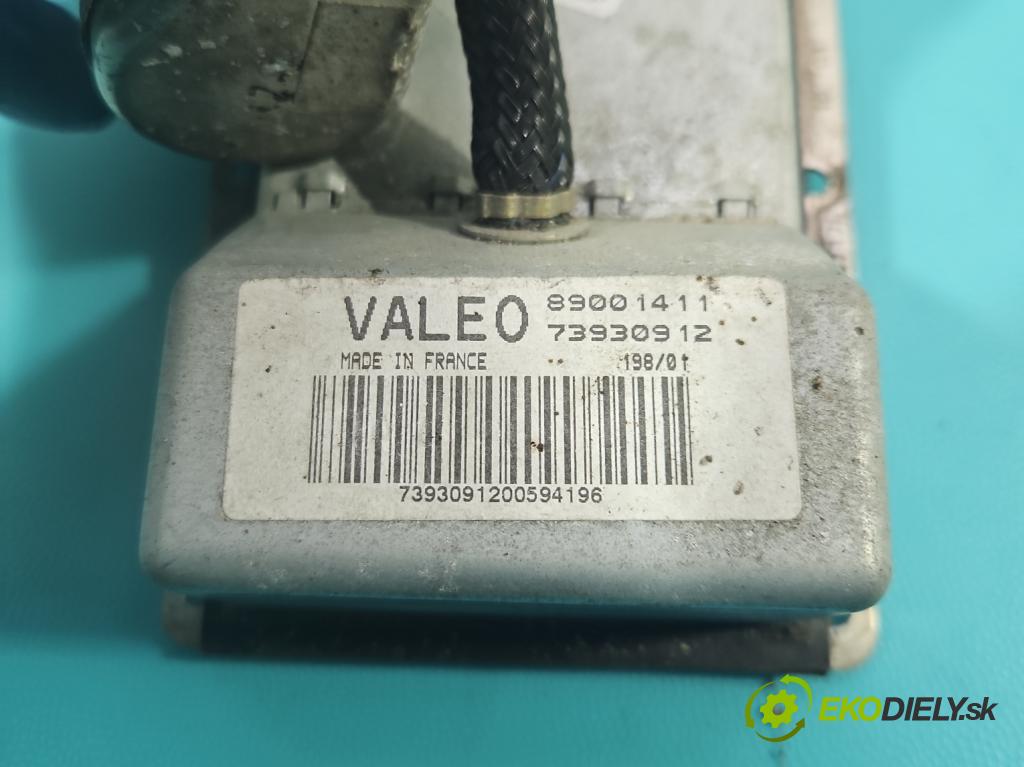 VALEO 89001411
73930912
MADE IN FRANCE 198/01
7393091200594196
EKODIELY.sk